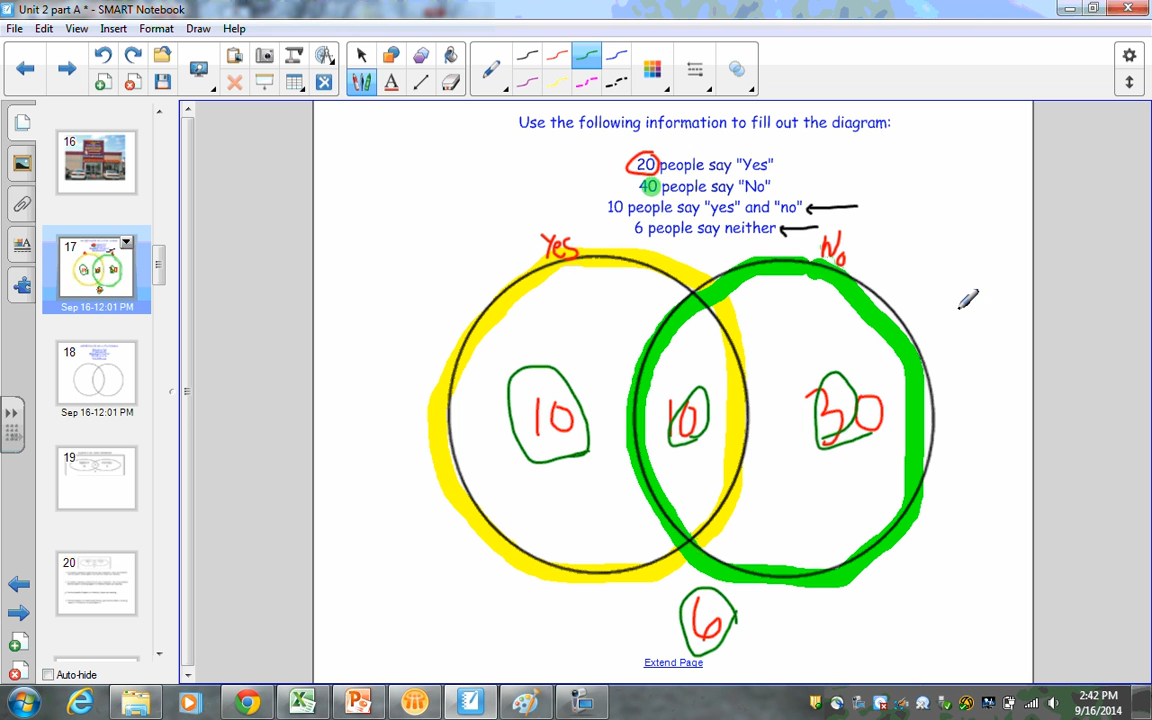 Unit 2 part A * - SMART Notebook
File Edit View Insert Format Draw Help
Use the following information to fill out the diagram:
20 people say "Yes"
40 people say "No"
10 people say "yes" and "no"
6 people say neither
Yes
No
10
10
30
6
Extend Page
16
17
Sep 16-12:01 PM
18
Sep 16-12:01 PM
19
20
Auto-hide
2:42 PM
9/16/2014